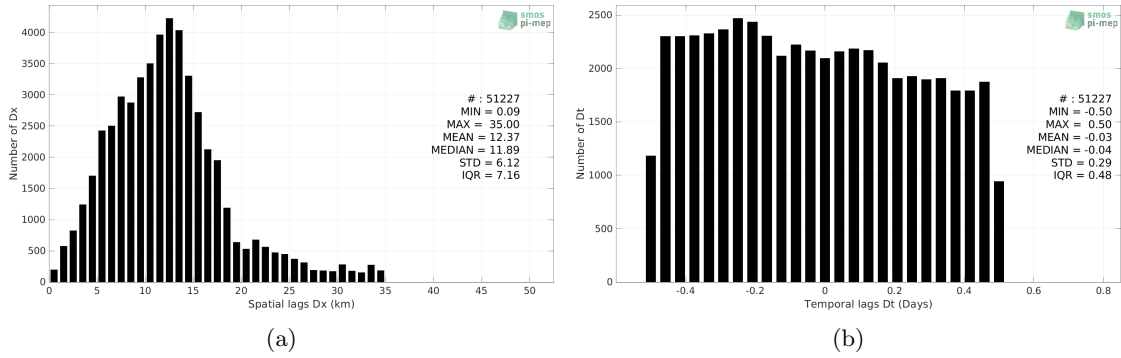 smos
pi-mep
4000
3500
3000
2500
2000
1500
1000
500
0
Number of Dx
# : 51227
MIN = 0.09
MAX = 35.00
MEAN = 12.37
MEDIAN = 11.89
STD = 6.12
IQR = 7.16
0 5 10 15 20 25 30 35 40 45 50
Spatial lags Dx (km)
(a)
smos
pi-mep
2500
2000
1500
1000
500
0
Number of Dt
# : 51227
MIN = -0.50
MAX = 0.50
MEAN = -0.03
MEDIAN = -0.04
STD = 0.29
IQR = 0.48
-0.4 -0.2 0 0.2 0.4 0.6 0.8
Temporal lags Dt (Days)
(b)